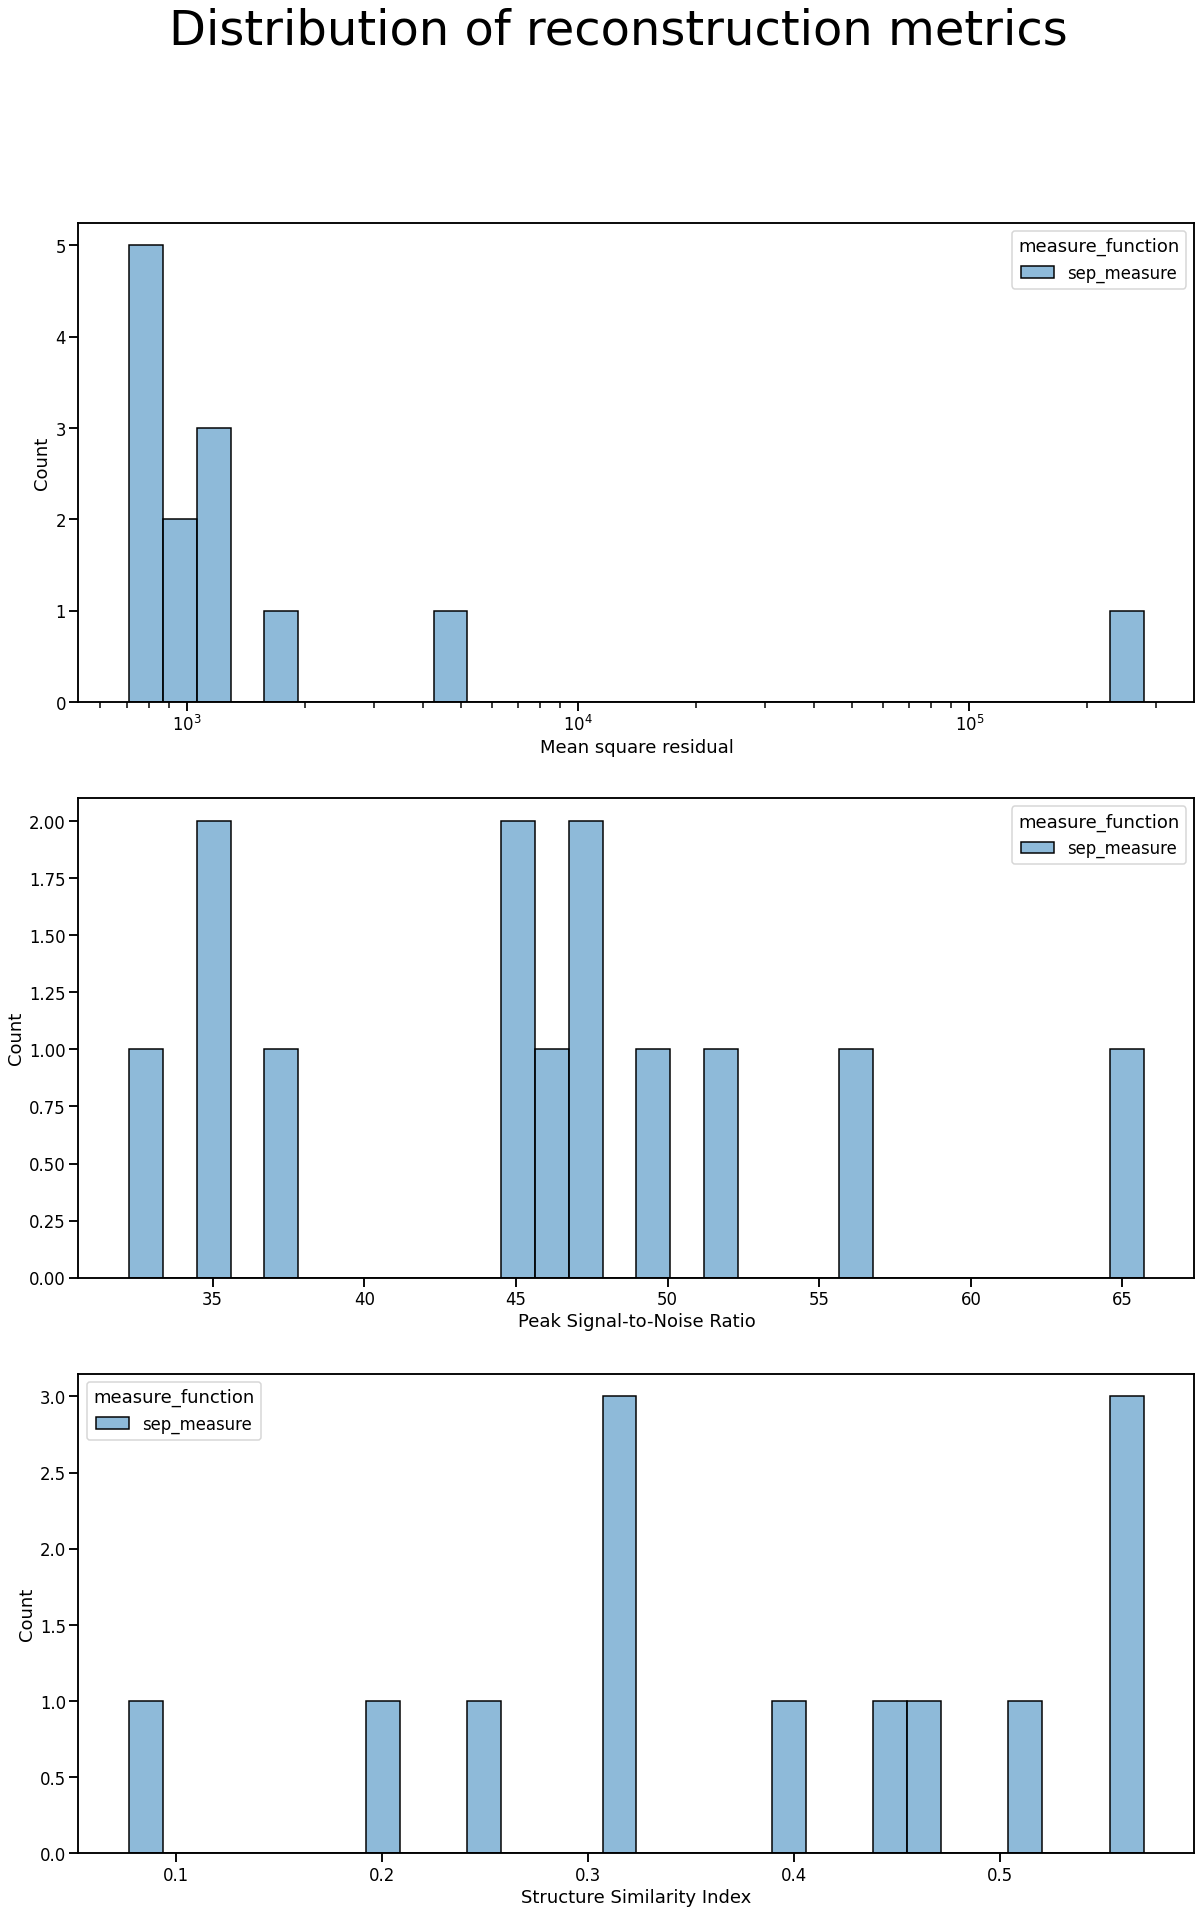 Distribution of reconstruction metrics
measure_function
sep_measure
5
4
3
2
1
0
Count
10³
10⁴
10⁵
Mean square residual
measure_function
sep_measure
2.00
1.75
1.50
1.25
1.00
0.75
0.50
0.25
0.00
Count
35
40
45
50
55
60
65
Peak Signal-to-Noise Ratio
measure_function
sep_measure
3.0
2.5
2.0
1.5
1.0
0.5
0.0
Count
0.1
0.2
0.3
0.4
0.5
Structure Similarity Index